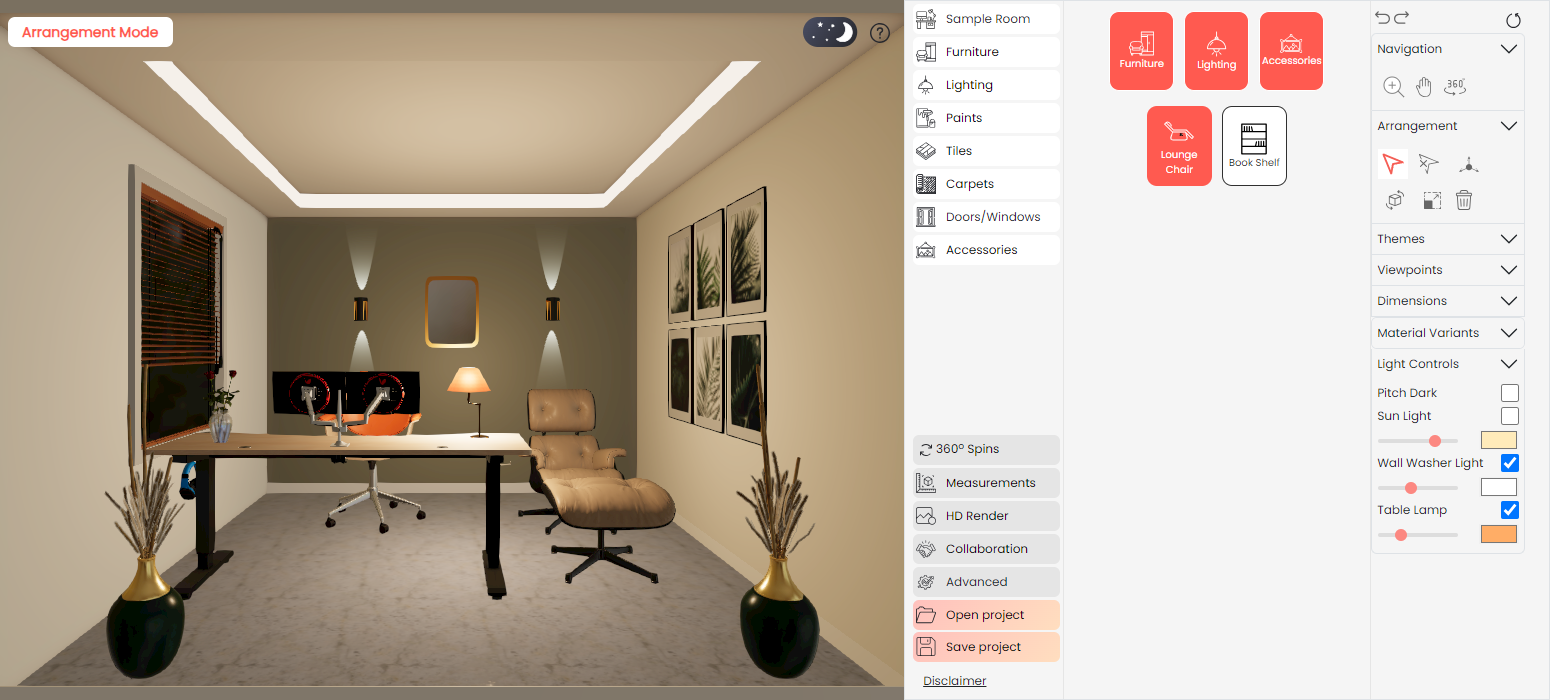 Arrangement Mode
?
Sample Room
Furniture
Lighting
Paints
Tiles
Carpets
Doors/Windows
Accessories
360° Spins
Measurements
HD Render
Collaboration
Advanced
Open project
Save project
Disclaimer
Furniture
Lighting
Accessories
Lounge
Chair
Book Shelf
Navigation
360°
Arrangement
Themes
Viewpoints
Dimensions
Material Variants
Light Controls
Pitch Dark
Sun Light
Wall Washer Light
Table Lamp